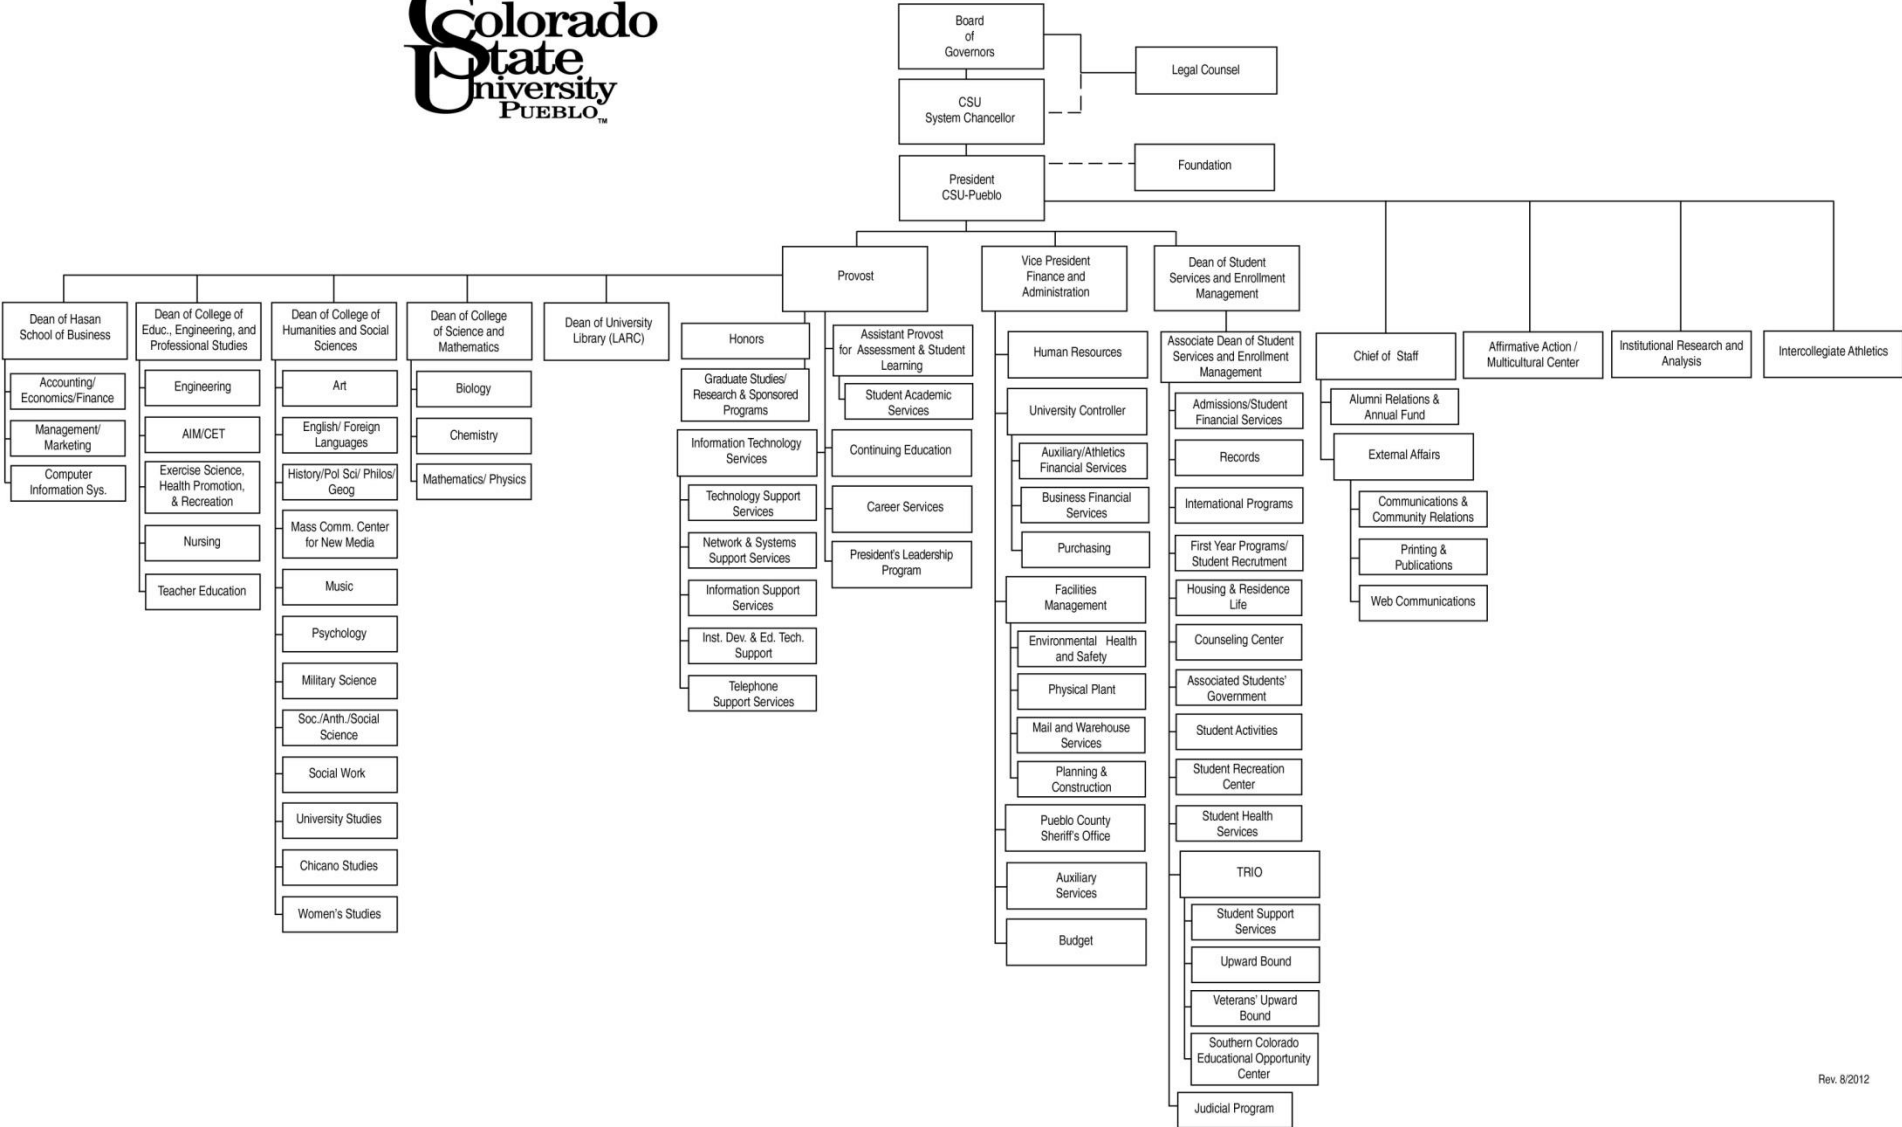 Colorado
State
University
PUEBLO™
Board
of
Governors
Legal Counsel
CSU
System Chancellor
Foundation
President
CSU-Pueblo
Provost
Vice President
Finance and
Administration
Dean of Student
Services and Enrollment
Management
Dean of Hasan
School of Business
Accounting/
Economics/Finance
Management/
Marketing
Computer
Information Sys.
Dean of College of
Educ., Engineering, and
Professional Studies
Engineering
AIM/CET
Exercise Science,
Health Promotion,
& Recreation
Nursing
Teacher Education
Dean of College of
Humanities and Social
Sciences
Art
English/ Foreign
Languages
History/Pol Sci/ Philos/
Geog
Mass Comm. Center
for New Media
Music
Psychology
Military Science
Soc./Anth./Social
Science
Social Work
University Studies
Chicano Studies
Women's Studies
Dean of College
of Science and
Mathematics
Biology
Chemistry
Mathematics/ Physics
Dean of University
Library (LARC)
Honors
Graduate Studies/
Research & Sponsored
Programs
Information Technology
Services
Technology Support
Services
Network & Systems
Support Services
Information Support
Services
Inst. Dev. & Ed. Tech.
Support
Telephone
Support Services
Assistant Provost
for Assessment & Student
Learning
Student Academic
Services
Continuing Education
Career Services
President's Leadership
Program
Human Resources
University Controller
Auxiliary/Athletics
Financial Services
Business Financial
Services
Purchasing
Facilities
Management
Environmental Health
and Safety
Physical Plant
Mail and Warehouse
Services
Planning &
Construction
Pueblo County
Sheriff's Office
Auxiliary
Services
Budget
Associate Dean of Student
Services and Enrollment
Management
Admissions/Student
Financial Services
Records
International Programs
First Year Programs/
Student Recrutment
Housing & Residence
Life
Counseling Center
Associated Students'
Government
Student Activities
Student Recreation
Center
Student Health
Services
TRIO
Student Support
Services
Upward Bound
Veterans' Upward
Bound
Southern Colorado
Educational Opportunity
Center
Judicial Program
Chief of Staff
Alumni Relations &
Annual Fund
External Affairs
Communications &
Community Relations
Printing &
Publications
Web Communications
Affirmative Action /
Multicultural Center
Institutional Research and
Analysis
Intercollegiate Athletics
Rev. 8/2012